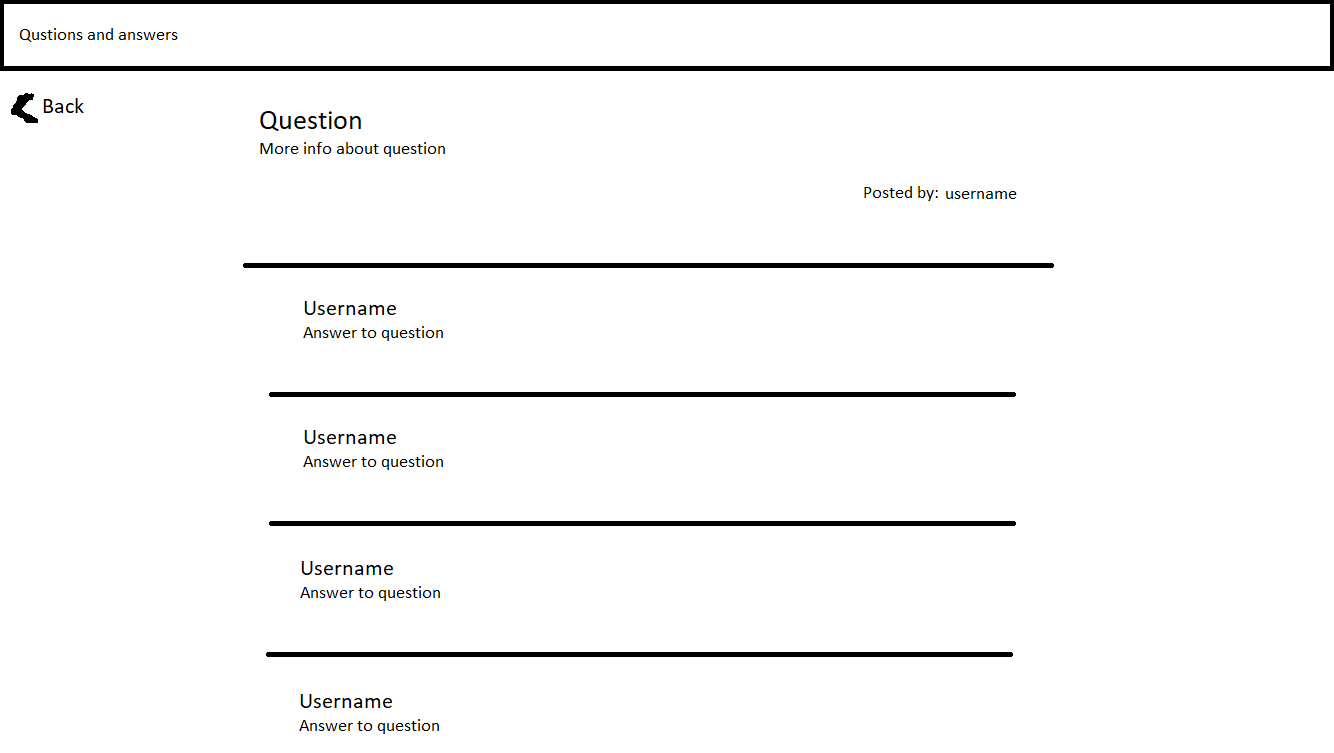 Qustions and answers
Back
Question
More info about question
Posted by: username
Username
Answer to question
Username
Answer to question
Username
Answer to question
Username
Answer to question